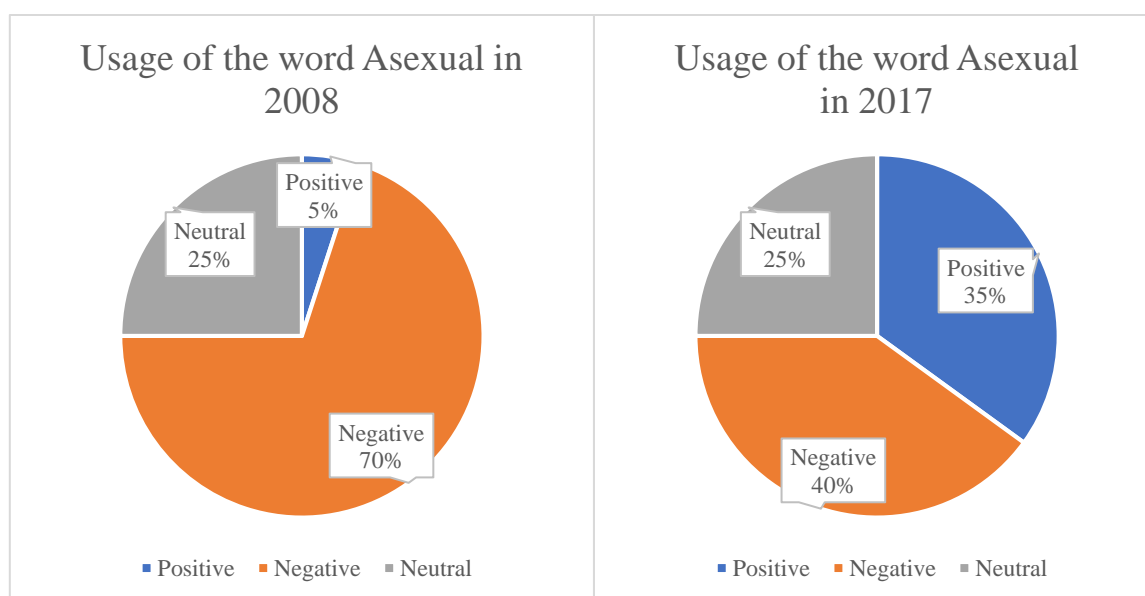 Usage of the word Asexual in
2008
Positive
5%
Neutral
25%
Negative
70%
Positive Negative Neutral
Usage of the word Asexual
in 2017
Neutral
25%
Positive
35%
Negative
40%
Positive Negative Neutral